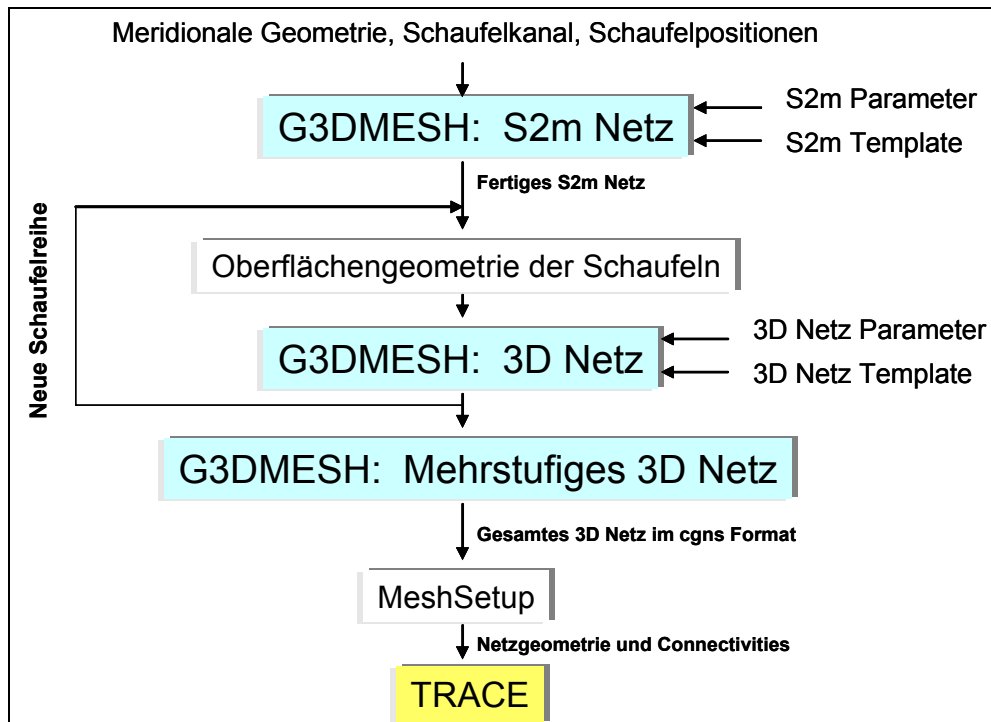 Meridionale Geometrie, Schaufelkanal, Schaufelpositionen
G3DMESH: S2m Netz
S2m Parameter
S2m Template
Fertiges S2m Netz
Neue Schaufelreihe
Oberflächengeometrie der Schaufeln
G3DMESH: 3D Netz
3D Netz Parameter
3D Netz Template
G3DMESH: Mehrstufiges 3D Netz
Gesamtes 3D Netz im cgns Format
MeshSetup
Netzgeometrie und Connectivities
TRACE